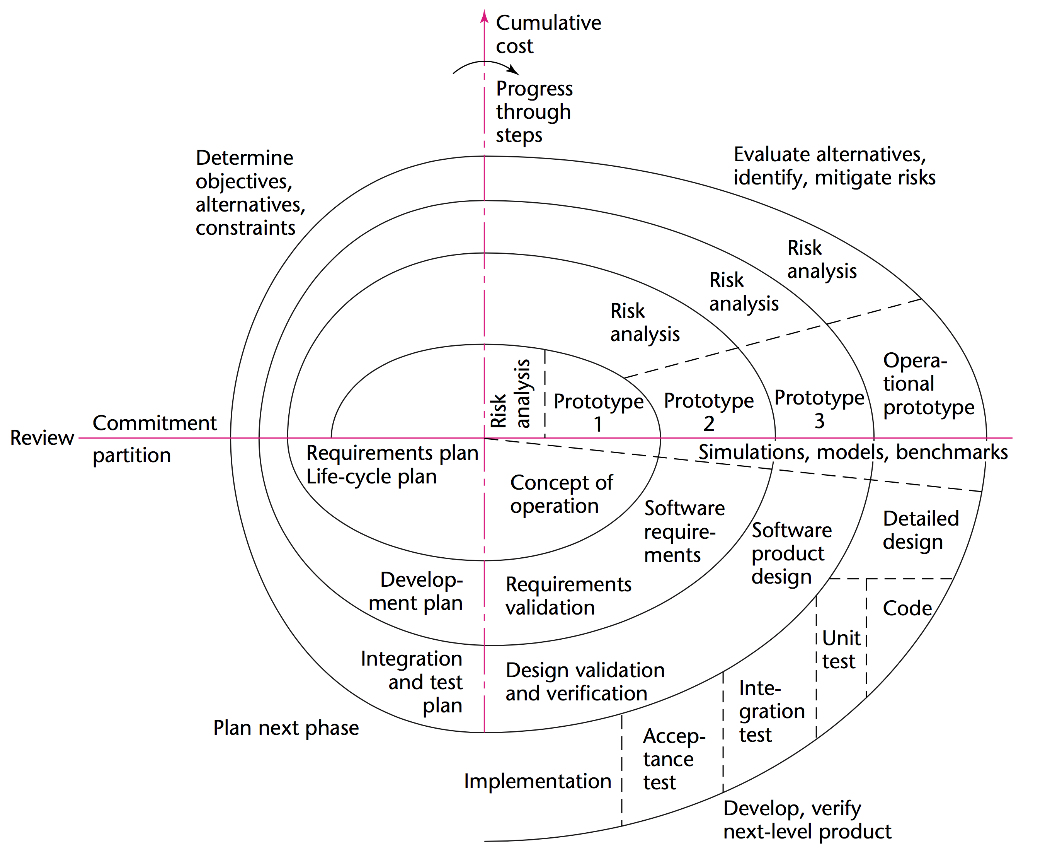 Cumulative
cost
Progress
through
steps
Determine
objectives,
alternatives,
constraints
Evaluate alternatives,
identify, mitigate risks
Risk
analysis
Risk
analysis
Risk
analysis
Risk
analysis
Prototype
1
Prototype
2
Prototype
3
Opera-
tional
prototype
Review
Commitment
partition
Requirements plan
Life-cycle plan
Simulations, models, benchmarks
Concept of
operation
Software
require-
ments
Software
product
design
Detailed
design
Develop-
ment plan
Requirements
validation
Code
Unit
test
Integration
and test
plan
Design validation
and verification
Inte-
gration
test
Plan next phase
Accep-
tance
test
Implementation
Develop, verify
next-level product